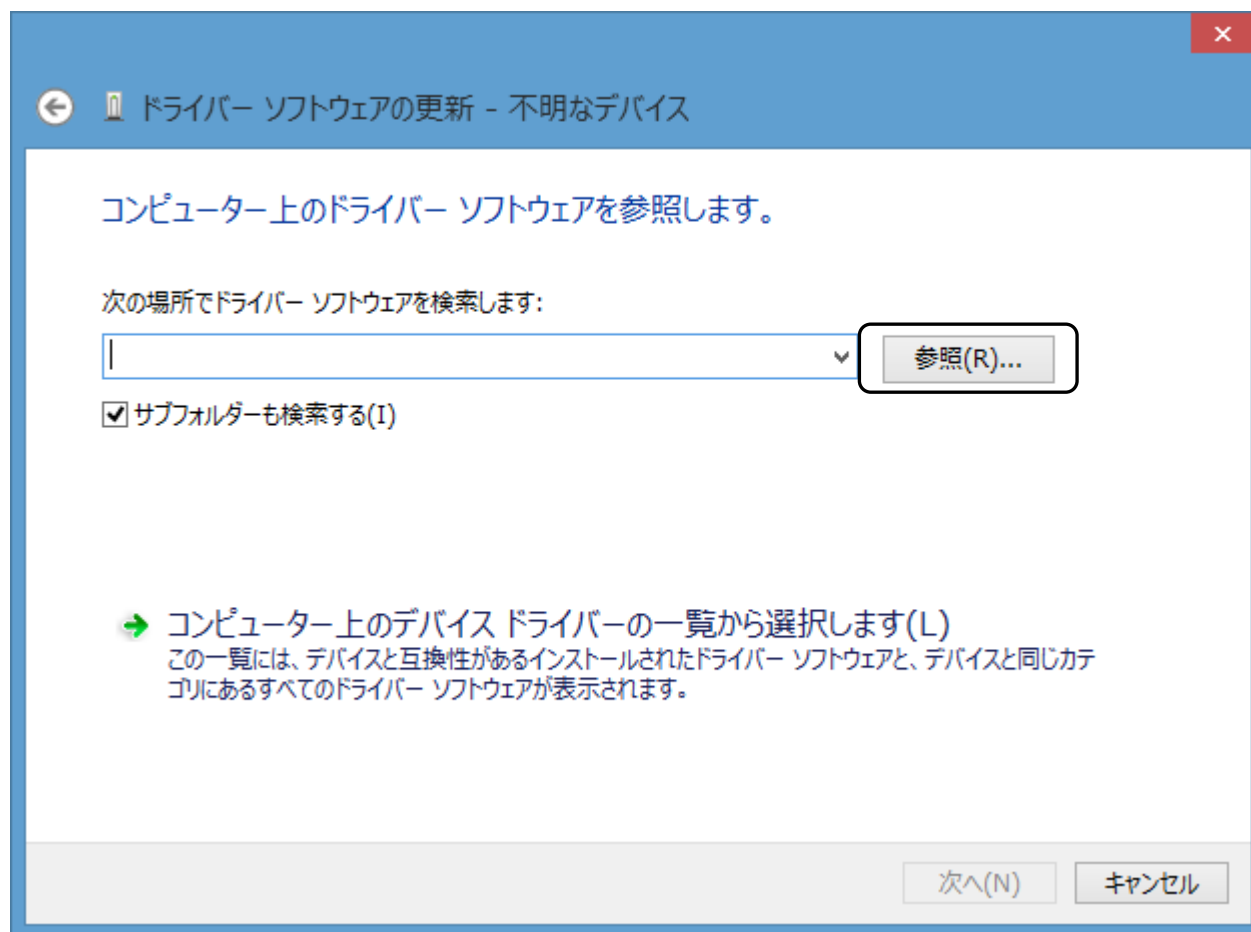 ドライバー ソフトウェアの更新 - 不明なデバイス
コンピューター上のドライバー ソフトウェアを参照します。
次の場所でドライバー ソフトウェアを検索します:
参照(R)...
サブフォルダーも検索する(I)
コンピューター上のデバイス ドライバーの一覧から選択します(L)
この一覧には、デバイスと互換性があるインストールされたドライバー ソフトウェアと、デバイスと同じカテ
ゴリにあるすべてのドライバー ソフトウェアが表示されます。
次へ(N)
キャンセル